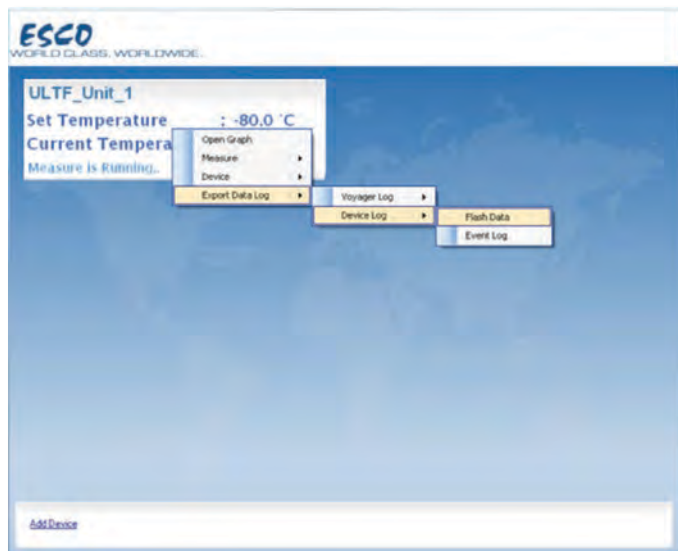 ESCO
WORLD CLASS. WORLDWIDE.
ULTF_Unit_1
Set Temperature : -80.0 °C
Current Tempera
Measure is Running..
Open Graph
Measure
Device
Export Data Log
Voyager Log
Device Log
Flash Data
Event Log
Add Device